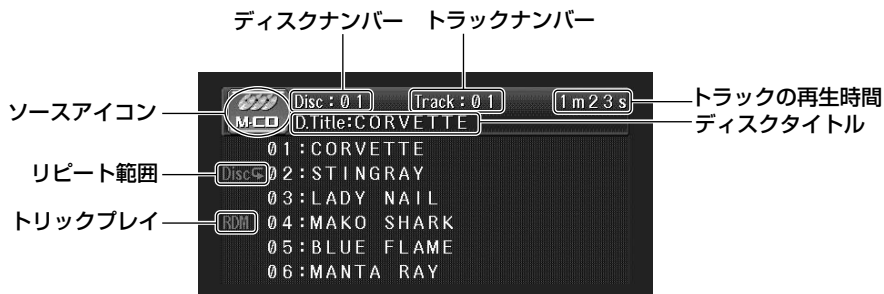 ディスクナンバー トラックナンバー
ソースアイコン
M-CD
Disc:01 Track:01 1m23s
トラックの再生時間
D.Title:CORVETTE
ディスクタイトル
01:CORVETTE
リピート範囲
Disc
02:STINGRAY
03:LADY NAIL
トリックプレイ
RDM
04:MAKO SHARK
05:BLUE FLAME
06:MANTA RAY